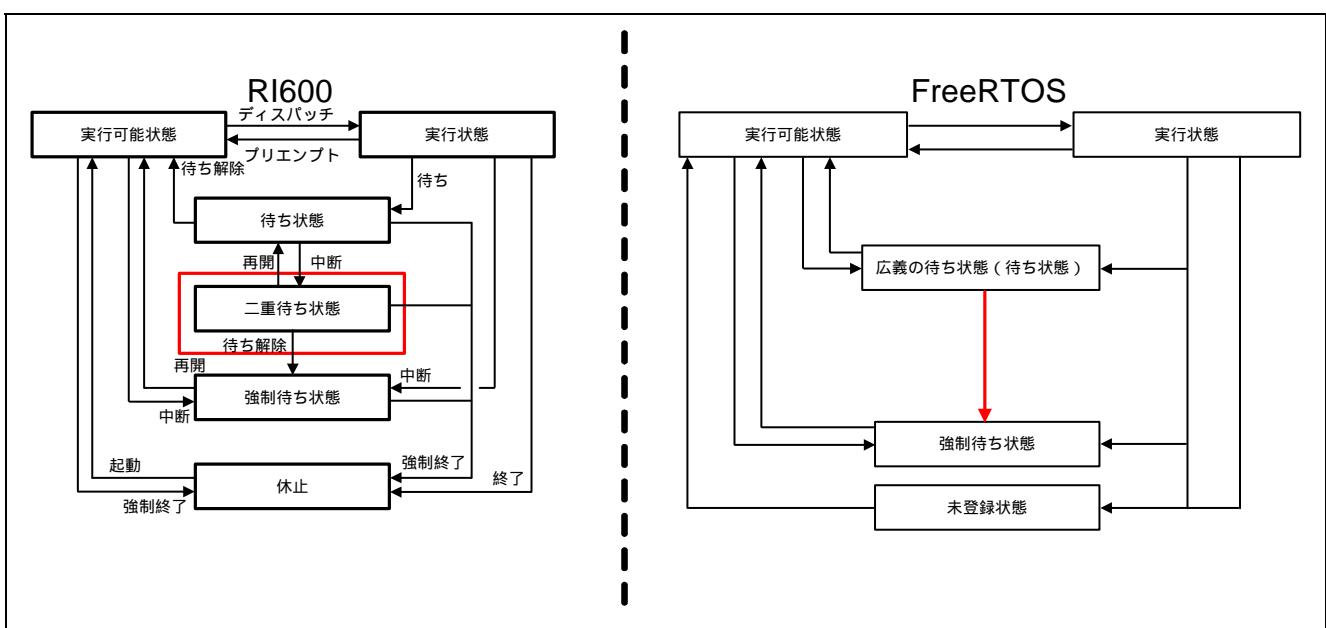 RI600
ディスパッチ
実行可能状態
実行状態
プリエンプト
待ち解除
待ち
待ち状態
再開
中断
二重待ち状態
待ち解除
再開
中断
強制待ち状態
中断
起動
強制終了
休止
終了
強制終了
FreeRTOS
実行可能状態
実行状態
広義の待ち状態(待ち状態)
強制待ち状態
未登録状態